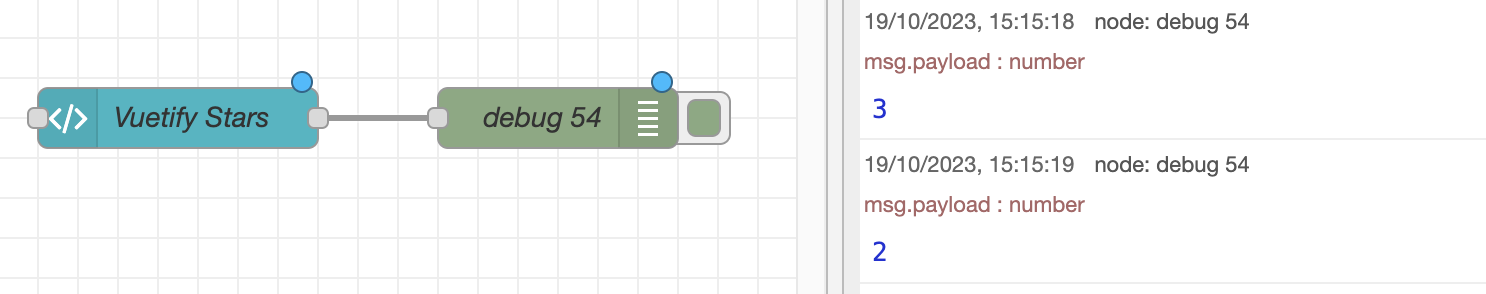 </> Vuetify Stars
debug 54
19/10/2023, 15:15:18 node: debug 54
msg.payload : number
3
19/10/2023, 15:15:19 node: debug 54
msg.payload : number
2